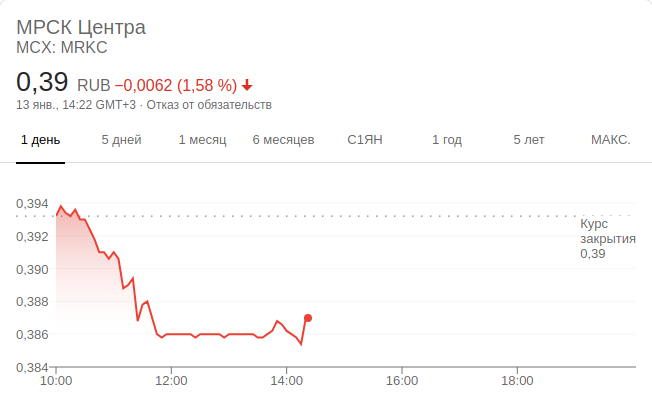 МРСК Центра
MCX: MRKC
0,39 RUB −0,0062 (1,58 %)
13 янв., 14:22 GMT+3 · Отказ от обязательств
1 день 5 дней 1 месяц 6 месяцев С1ЯН 1 год 5 лет МАКС.
0,394
Курс
0,392 закрытия
0,39
0,390
0,388
0,386
0,384
10:00 12:00 14:00 16:00 18:00